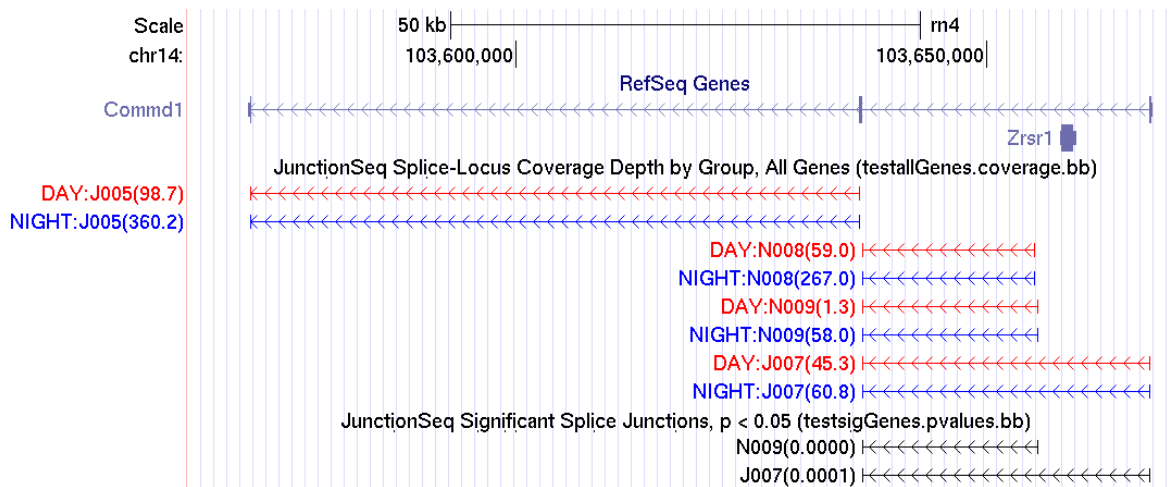 Scale 50 kb rn4
chr14: 103,600,000 103,650,000
RefSeq Genes
Commd1
Zrsr1
JunctionSeq Splice-Locus Coverage Depth by Group, All Genes (testallGenes.coverage.bb)
DAY:J005(98.7)
NIGHT:J005(360.2)
DAY:N008(59.0)
NIGHT:N008(267.0)
DAY:N009(1.3)
NIGHT:N009(58.0)
DAY:J007(45.3)
NIGHT:J007(60.8)
JunctionSeq Significant Splice Junctions, p < 0.05 (testsigGenes.pvalues.bb)
N009(0.0000)
J007(0.0001)